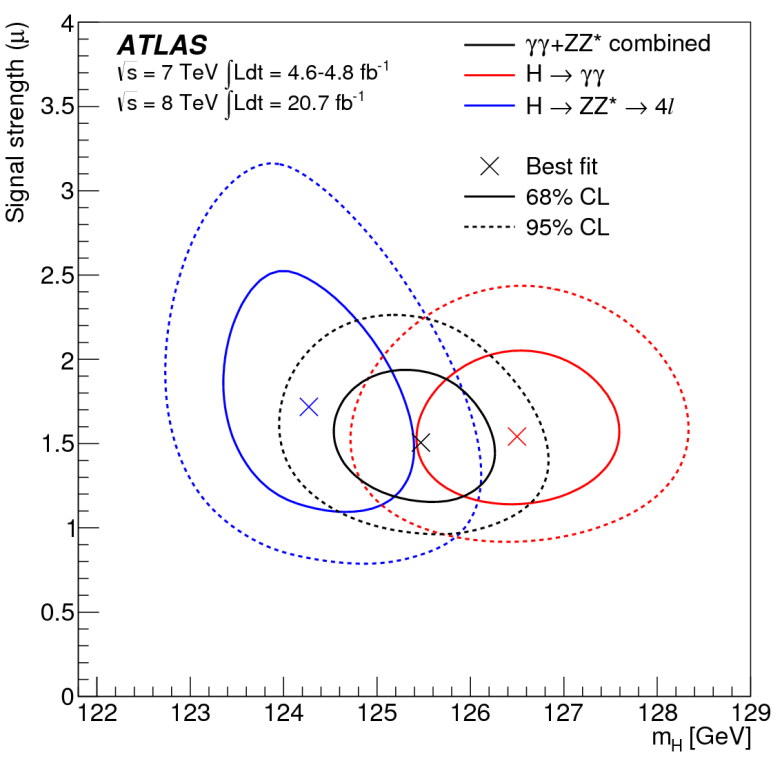 Signal strength (μ)
4
3.5
3
2.5
2
1.5
1
0.5
0
ATLAS
√s = 7 TeV ∫Ldt = 4.6-4.8 fb⁻¹
√s = 8 TeV ∫Ldt = 20.7 fb⁻¹
γγ+ZZ* combined
H → γγ
H → ZZ* → 4l
Best fit
68% CL
95% CL
122 123 124 125 126 127 128 129
m_H [GeV]